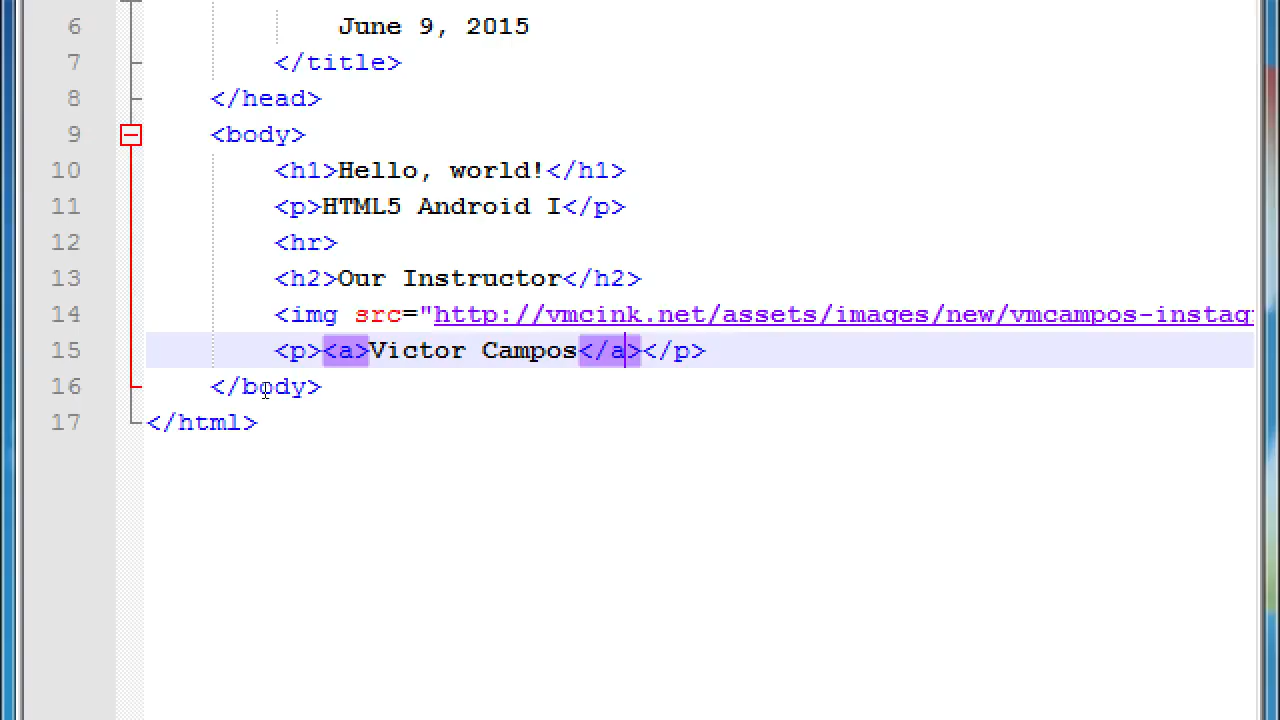 6 June 9, 2015
7 </title>
8 </head>
9 <body>
10 <h1>Hello, world!</h1>
11 <p>HTML5 Android I</p>
12 <hr>
13 <h2>Our Instructor</h2>
14 <img src="http://vmcink.net/assets/images/new/vmcampos-instag
15 <p><a>Victor Campos</a></p>
16 </body>
17 </html>